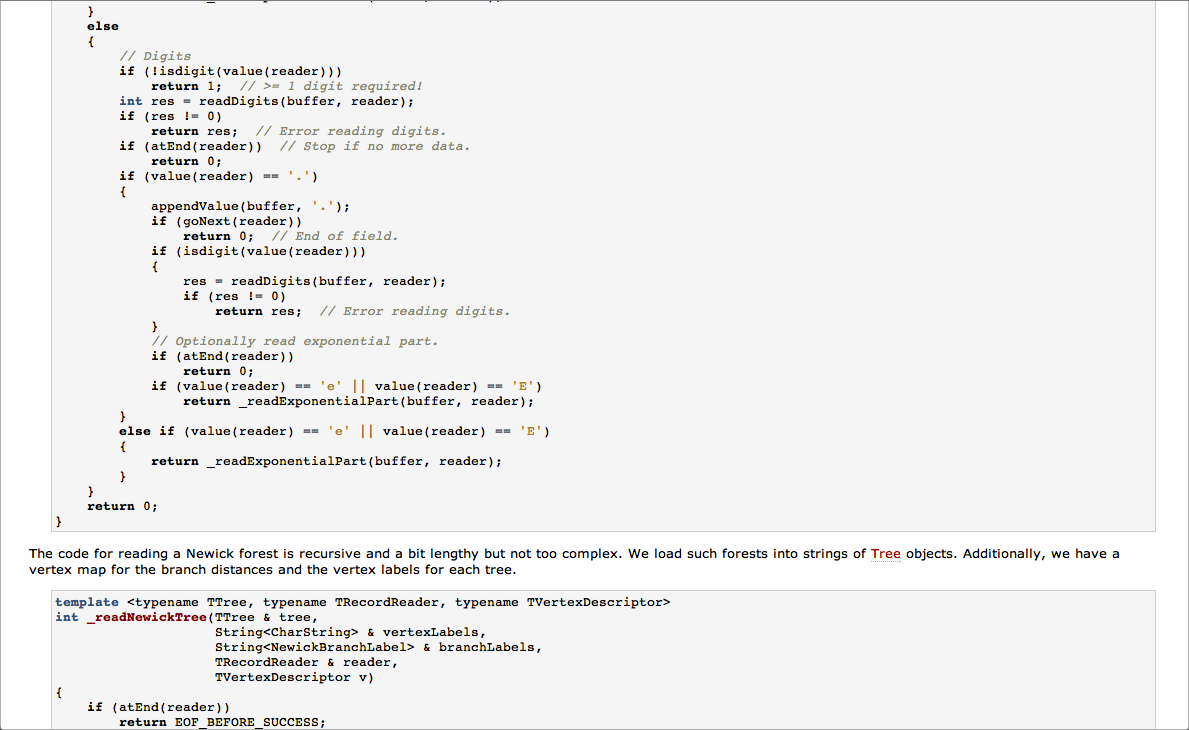 }
    else
    {
        // Digits
        if (!isdigit(value(reader)))
            return 1;  // >= 1 digit required!
        int res = readDigits(buffer, reader);
        if (res != 0)
            return res;  // Error reading digits.
        if (atEnd(reader))  // Stop if no more data.
            return 0;
        if (value(reader) == '.')
        {
            appendValue(buffer, '.');
            if (goNext(reader))
                return 0;  // End of field.
            if (isdigit(value(reader)))
            {
                res = readDigits(buffer, reader);
                if (res != 0)
                    return res;  // Error reading digits.
            }
            // Optionally read exponential part.
            if (atEnd(reader))
                return 0;
            if (value(reader) == 'e' || value(reader) == 'E')
                return _readExponentialPart(buffer, reader);
        }
        else if (value(reader) == 'e' || value(reader) == 'E')
        {
            return _readExponentialPart(buffer, reader);
        }
    }
    return 0;
}
The code for reading a Newick forest is recursive and a bit lengthy but not too complex. We load such forests into strings of Tree objects. Additionally, we have a
vertex map for the branch distances and the vertex labels for each tree.
template <typename TTree, typename TRecordReader, typename TVertexDescriptor>
int _readNewickTree(TTree & tree,
                    String<CharString> & vertexLabels,
                    String<NewickBranchLabel> & branchLabels,
                    TRecordReader & reader,
                    TVertexDescriptor v)
{
    if (atEnd(reader))
        return EOF_BEFORE_SUCCESS;